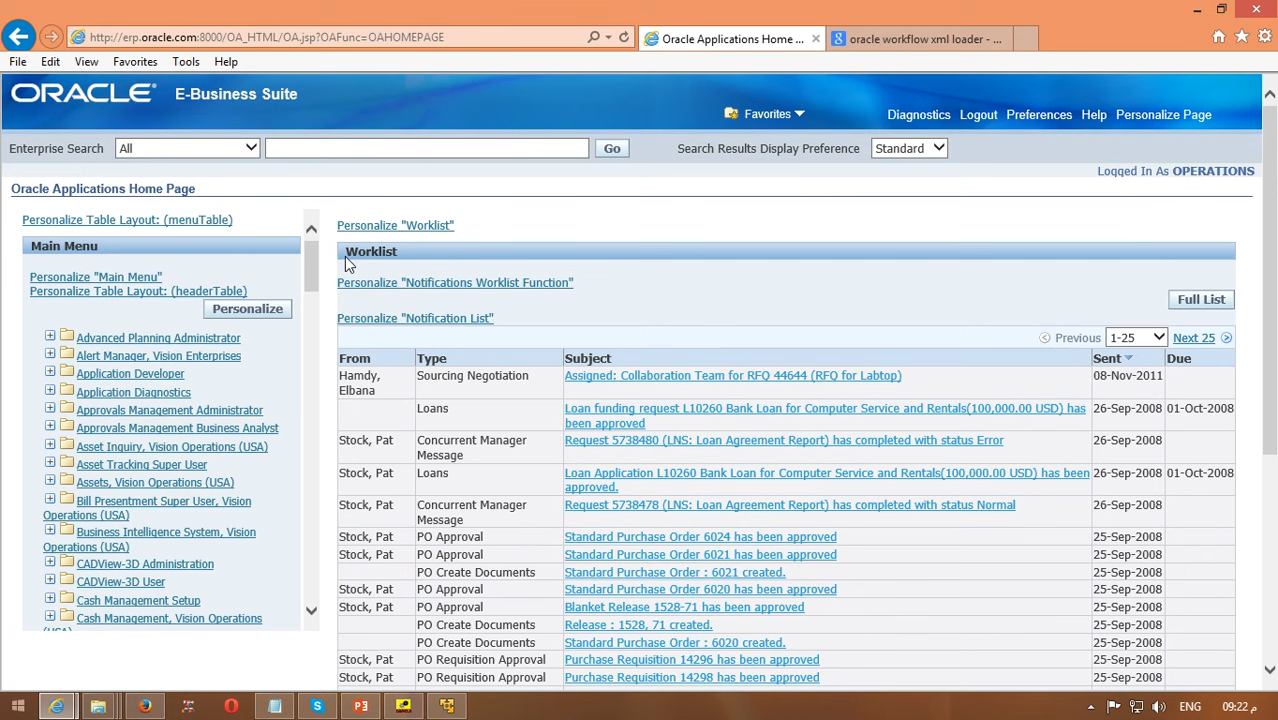 http://erp.oracle.com:8000/OA_HTML/OA.jsp?OAFunc=OAHOMEPAGE
Oracle Applications Home ...
oracle workflow xml loader - ...
File Edit View Favorites Tools Help
ORACLE E-Business Suite
Favorites
Diagnostics Logout Preferences Help Personalize Page
Enterprise Search All Go Search Results Display Preference Standard
Logged In As OPERATIONS
Oracle Applications Home Page
Personalize Table Layout: (menuTable)
Main Menu
Personalize "Main Menu"
Personalize Table Layout: (headerTable)
Personalize
Advanced Planning Administrator
Alert Manager, Vision Enterprises
Application Developer
Application Diagnostics
Approvals Management Administrator
Approvals Management Business Analyst
Asset Inquiry, Vision Operations (USA)
Asset Tracking Super User
Assets, Vision Operations (USA)
Bill Presentment Super User, Vision
Operations (USA)
Business Intelligence System, Vision
Operations (USA)
CADView-3D Administration
CADView-3D User
Cash Management Setup
Cash Management, Vision Operations
(USA)
Personalize "Worklist"
Worklist
Personalize "Notifications Worklist Function"
Full List
Personalize "Notification List"
Previous 1-25 Next 25
From Type Subject Sent Due
Hamdy, Sourcing Negotiation Assigned: Collaboration Team for RFQ 44644 (RFQ for Labtop) 08-Nov-2011
Elbana
Loans Loan funding request L10260 Bank Loan for Computer Service and Rentals(100,000.00 USD) has 26-Sep-2008 01-Oct-2008
been approved
Stock, Pat Concurrent Manager Request 5738480 (LNS: Loan Agreement Report) has completed with status Error 26-Sep-2008
Message
Stock, Pat Loans Loan Application L10260 Bank Loan for Computer Service and Rentals(100,000.00 USD) has been 26-Sep-2008 01-Oct-2008
approved.
Stock, Pat Concurrent Manager Request 5738478 (LNS: Loan Agreement Report) has completed with status Normal 26-Sep-2008
Message
Stock, Pat PO Approval Standard Purchase Order 6024 has been approved 25-Sep-2008
Stock, Pat PO Approval Standard Purchase Order 6021 has been approved 25-Sep-2008
PO Create Documents Standard Purchase Order : 6021 created. 25-Sep-2008
Stock, Pat PO Approval Standard Purchase Order 6020 has been approved 25-Sep-2008
Stock, Pat PO Approval Blanket Release 1528-71 has been approved 25-Sep-2008
PO Create Documents Release : 1528, 71 created. 25-Sep-2008
PO Create Documents Standard Purchase Order : 6020 created. 25-Sep-2008
Stock, Pat PO Requisition Approval Purchase Requisition 14296 has been approved 25-Sep-2008
Stock, Pat PO Requisition Approval Purchase Requisition 14298 has been approved 25-Sep-2008
ENG 09:22 م